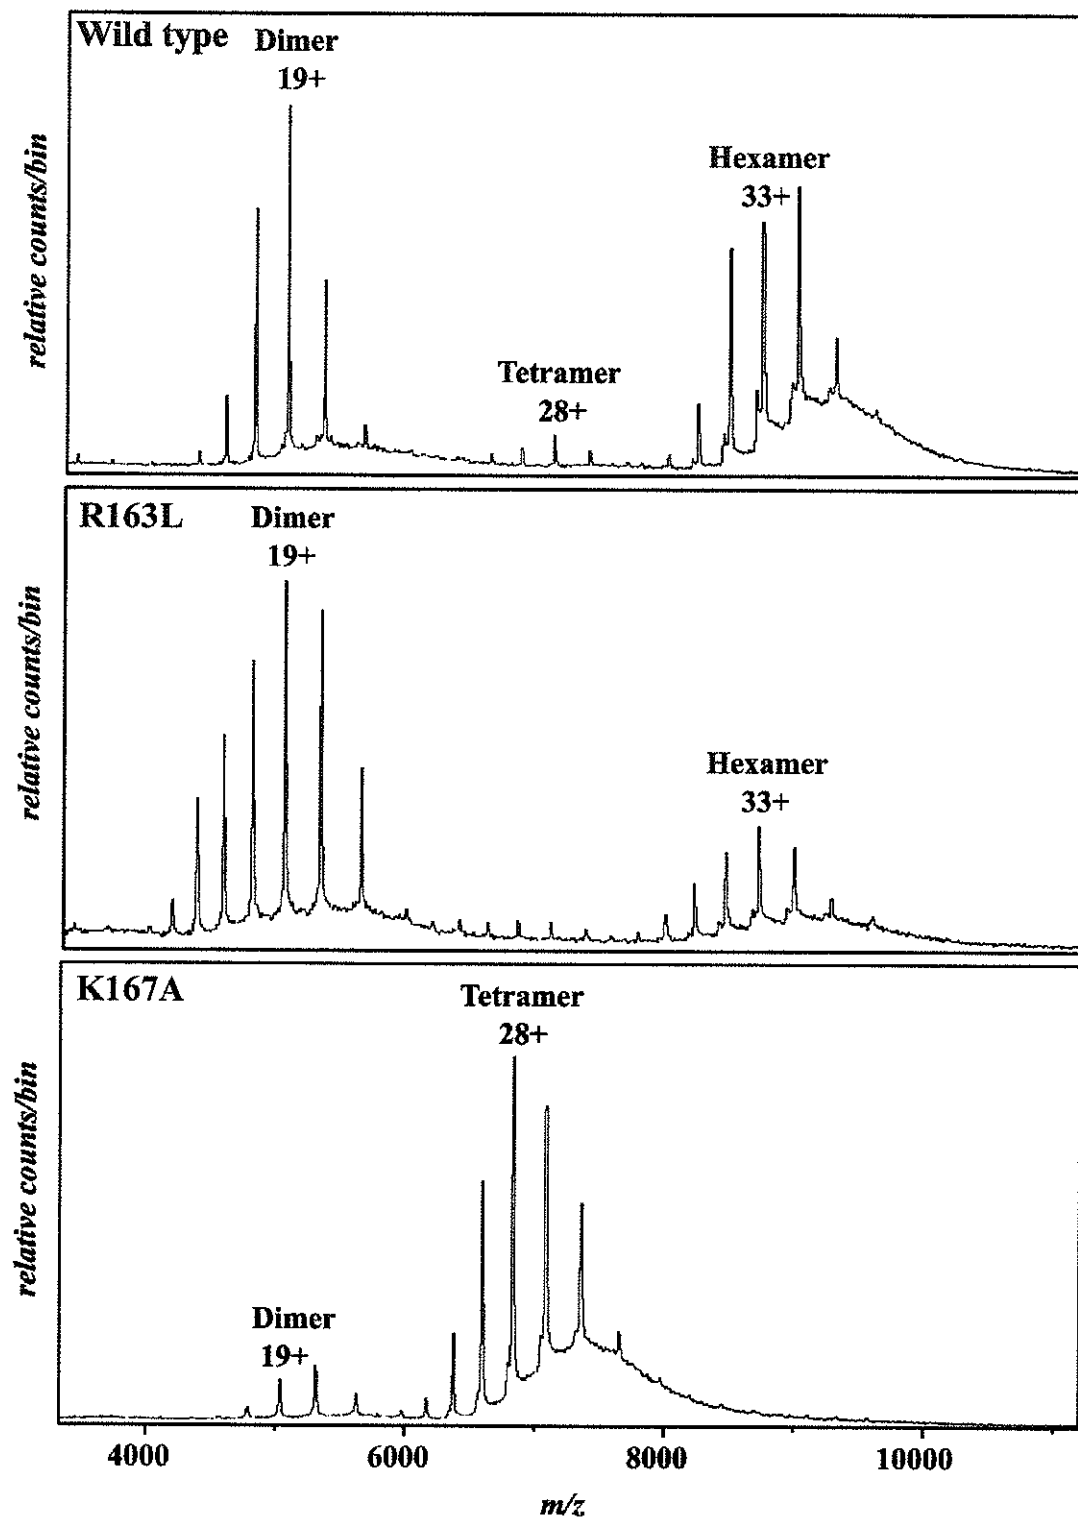 Wild type
Dimer
19+
Hexamer
33+
Tetramer
28+
relative counts/bin
R163L
Dimer
19+
Hexamer
33+
relative counts/bin
K167A
Tetramer
28+
Dimer
19+
relative counts/bin
4000 6000 8000 10000
m/z